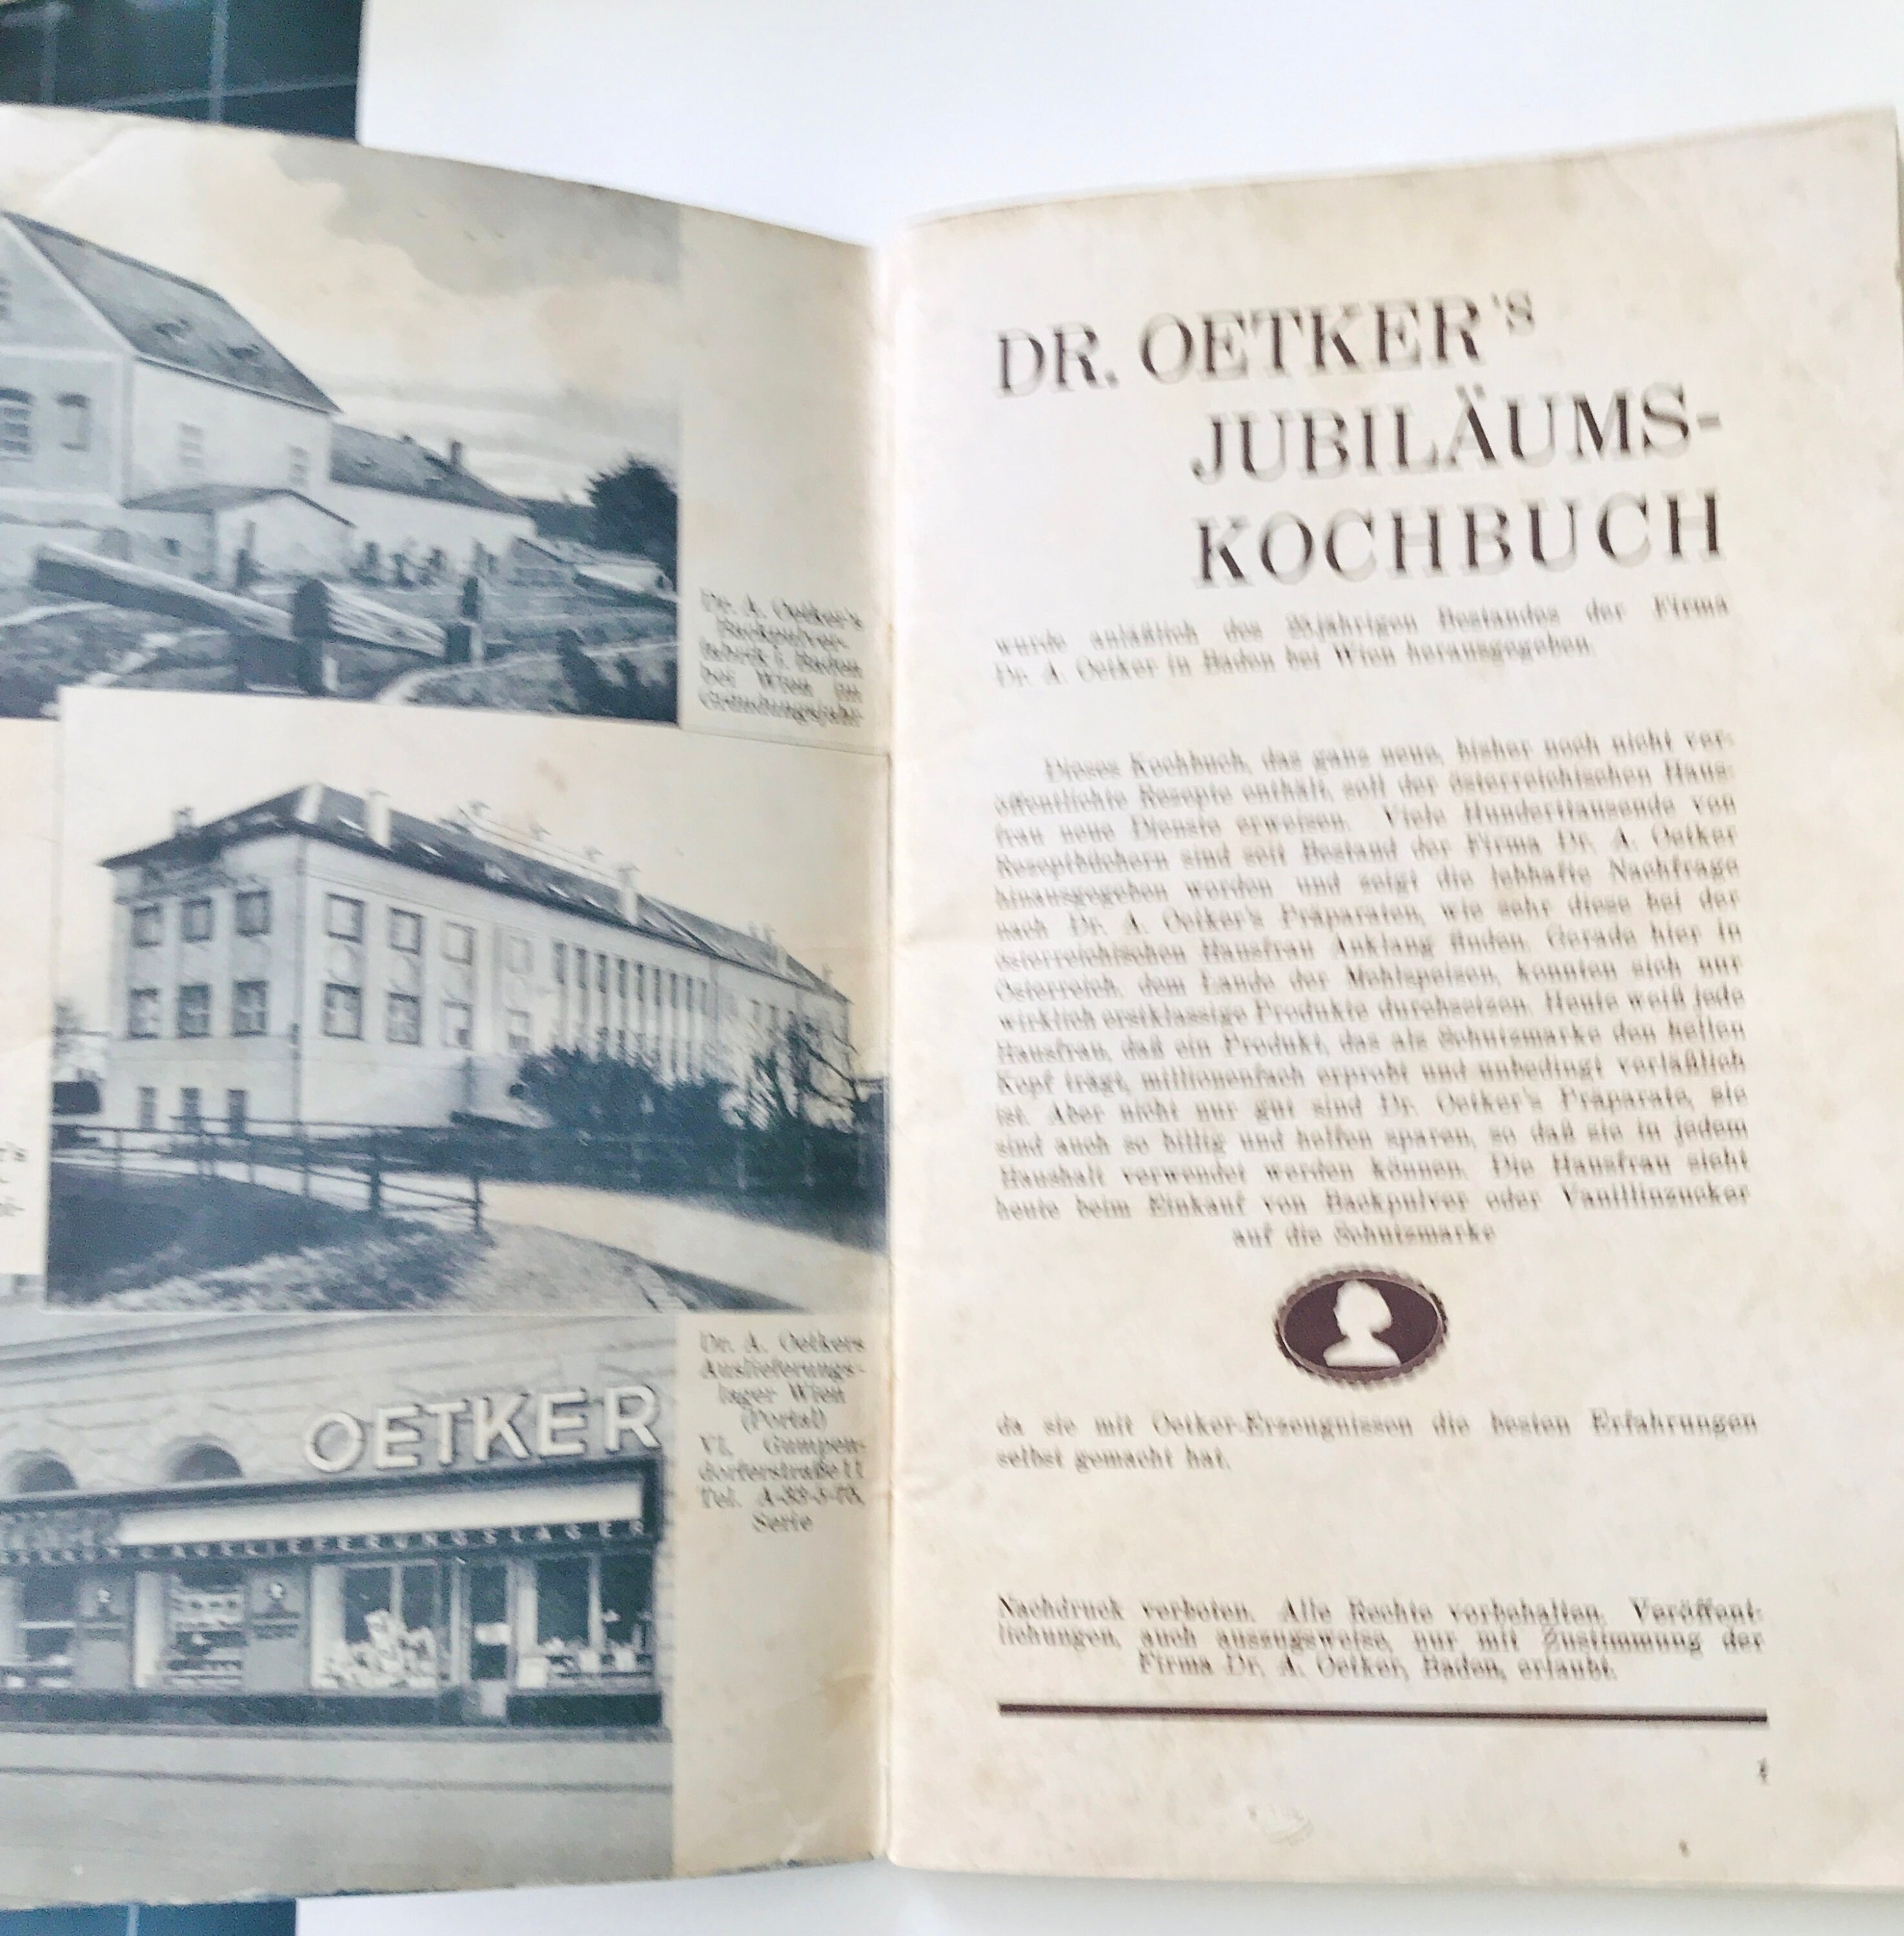 Dr. A. Oetker's
Backpulver-
fabrik i. Baden
bei Wien im
Gründungsjahr
r's
-
ni-
OETKER
AUSLIEFERUNGSLAGER
Dr. A. Oetkers
Auslieferungs-
lager Wien
(Portal)
VI, Gumpen-
dorferstraße 11
Tel. A-33-5-75,
Serie
DR. OETKER's
JUBILÄUMS-
KOCHBUCH
wurde anläßlich des 25jährigen Bestandes der Firma
Dr. A. Oetker in Baden bei Wien herausgegeben.
Dieses Kochbuch, das ganz neue, bisher noch nicht ver-
öffentlichte Rezepte enthält, soll der österreichischen Haus-
frau neue Dienste erweisen. Viele Hunderttausende von
Rezeptbüchern sind seit Bestand der Firma Dr. A. Oetker
hinausgegeben worden und zeigt die lebhafte Nachfrage
nach Dr. A. Oetker's Präparaten, wie sehr diese bei der
österreichischen Hausfrau Anklang finden. Gerade hier in
Österreich, dem Lande der Mehlspeisen, konnten sich nur
wirklich erstklassige Produkte durchsetzen. Heute weiß jede
Hausfrau, daß ein Produkt, das als Schutzmarke den hellen
Kopf trägt, millionenfach erprobt und unbedingt verläßlich
ist. Aber nicht nur gut sind Dr. Oetker's Präparate, sie
sind auch so billig und helfen sparen, so daß sie in jedem
Haushalt verwendet werden können. Die Hausfrau sieht
heute beim Einkauf von Backpulver oder Vanillinzucker
auf die Schutzmarke
da sie mit Oetker-Erzeugnissen die besten Erfahrungen
selbst gemacht hat.
Nachdruck verboten. Alle Rechte vorbehalten. Veröffent-
lichungen, auch auszugsweise, nur mit Zustimmung der
Firma Dr. A. Oetker, Baden, erlaubt.
1